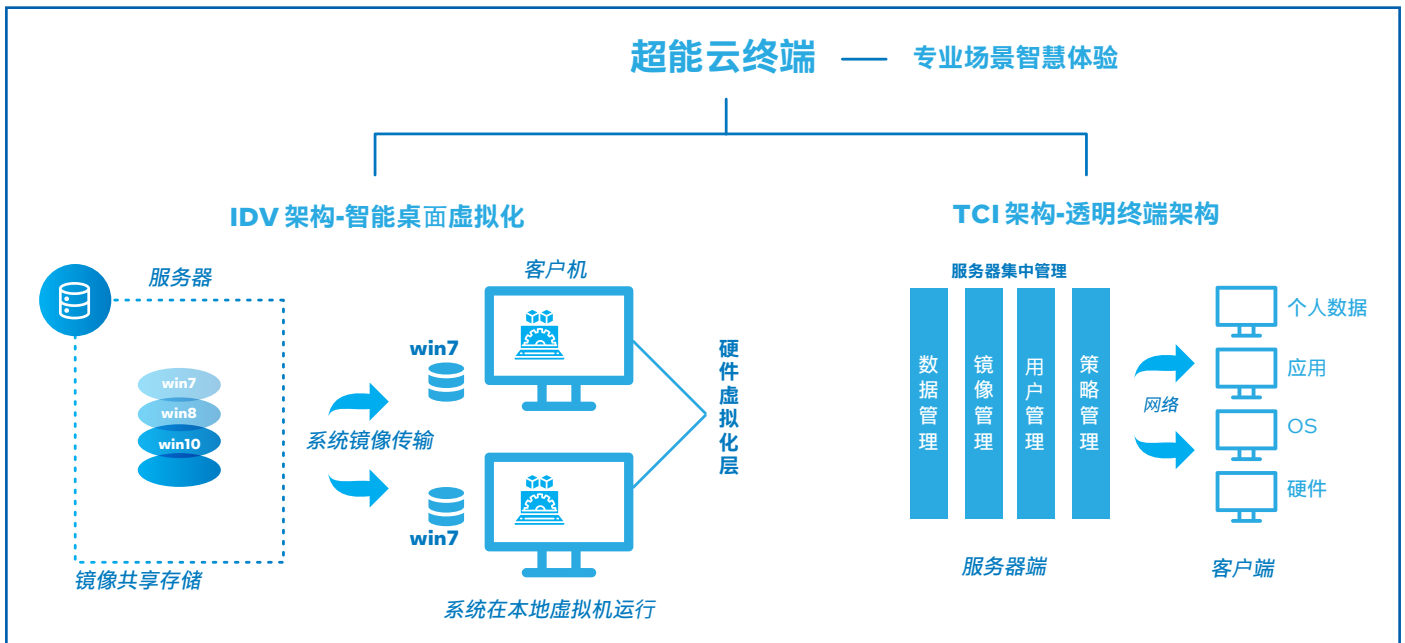 超能云终端 —— 专业场景智慧体验
IDV 架构-智能桌面虚拟化
服务器
win7
win8
win10
镜像共享存储
系统镜像传输
客户机
win7
win7
系统在本地虚拟机运行
硬件虚拟化层
TCI 架构-透明终端架构
服务器集中管理
数据管理
镜像管理
用户管理
策略管理
服务器端
网络
个人数据
应用
OS
硬件
客户端